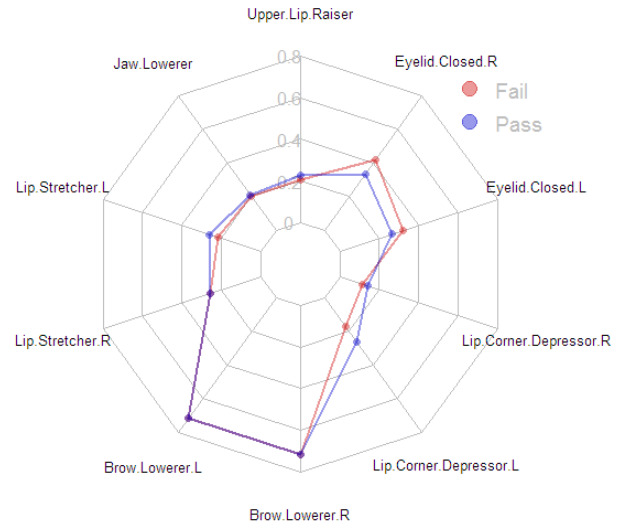 Upper.Lip.Raiser
Jaw.Lowerer
Eyelid.Closed.R
0.8
Fail
0.6
Pass
0.4
Lip.Stretcher.L
0.2
Eyelid.Closed.L
0
Lip.Stretcher.R
Lip.Corner.Depressor.R
Brow.Lowerer.L
Lip.Corner.Depressor.L
Brow.Lowerer.R